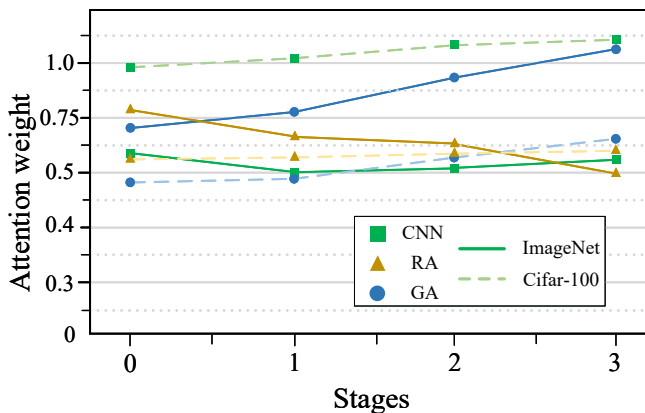 Attention weight
1.0
0.75
0.5
0.4
0.3
0
CNN
RA
GA
ImageNet
Cifar-100
0 1 2 3
Stages